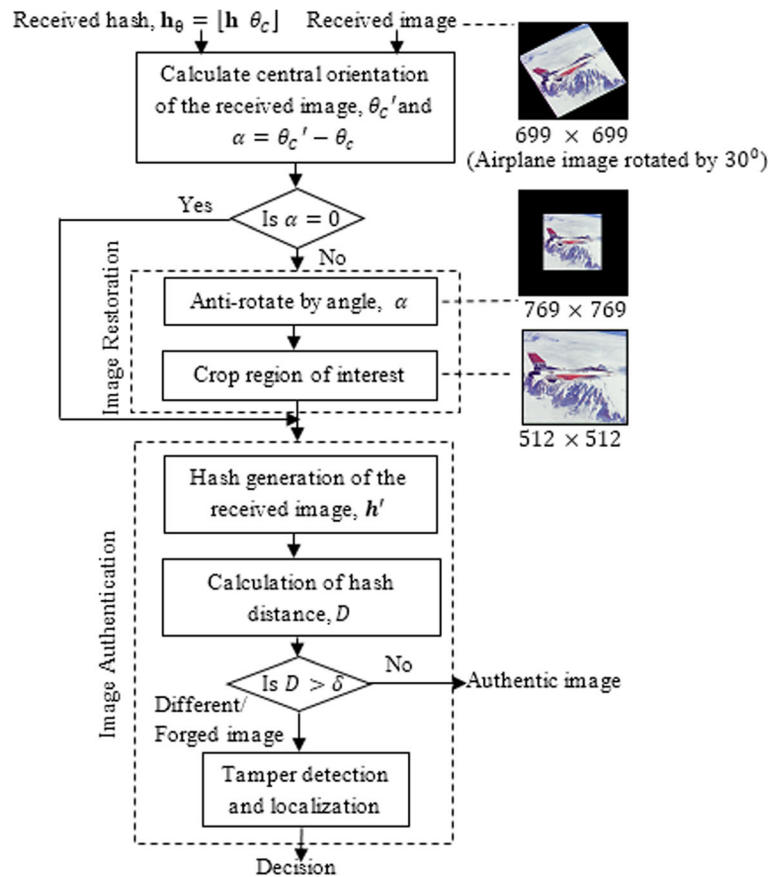 Received hash, 𝐡_θ = ⌊𝐡 θ_c⌋
Received image
Calculate central orientation
of the received image, θ_c′ and
α = θ_c′ − θ_c
699 × 699
(Airplane image rotated by 30⁰)
Yes
Is α = 0
No
Image Restoration
Anti-rotate by angle, α
769 × 769
Crop region of interest
512 × 512
Image Authentication
Hash generation of the
received image, 𝒉′
Calculation of hash
distance, D
Is D > δ
No
Authentic image
Different/
Forged image
Tamper detection
and localization
Decision